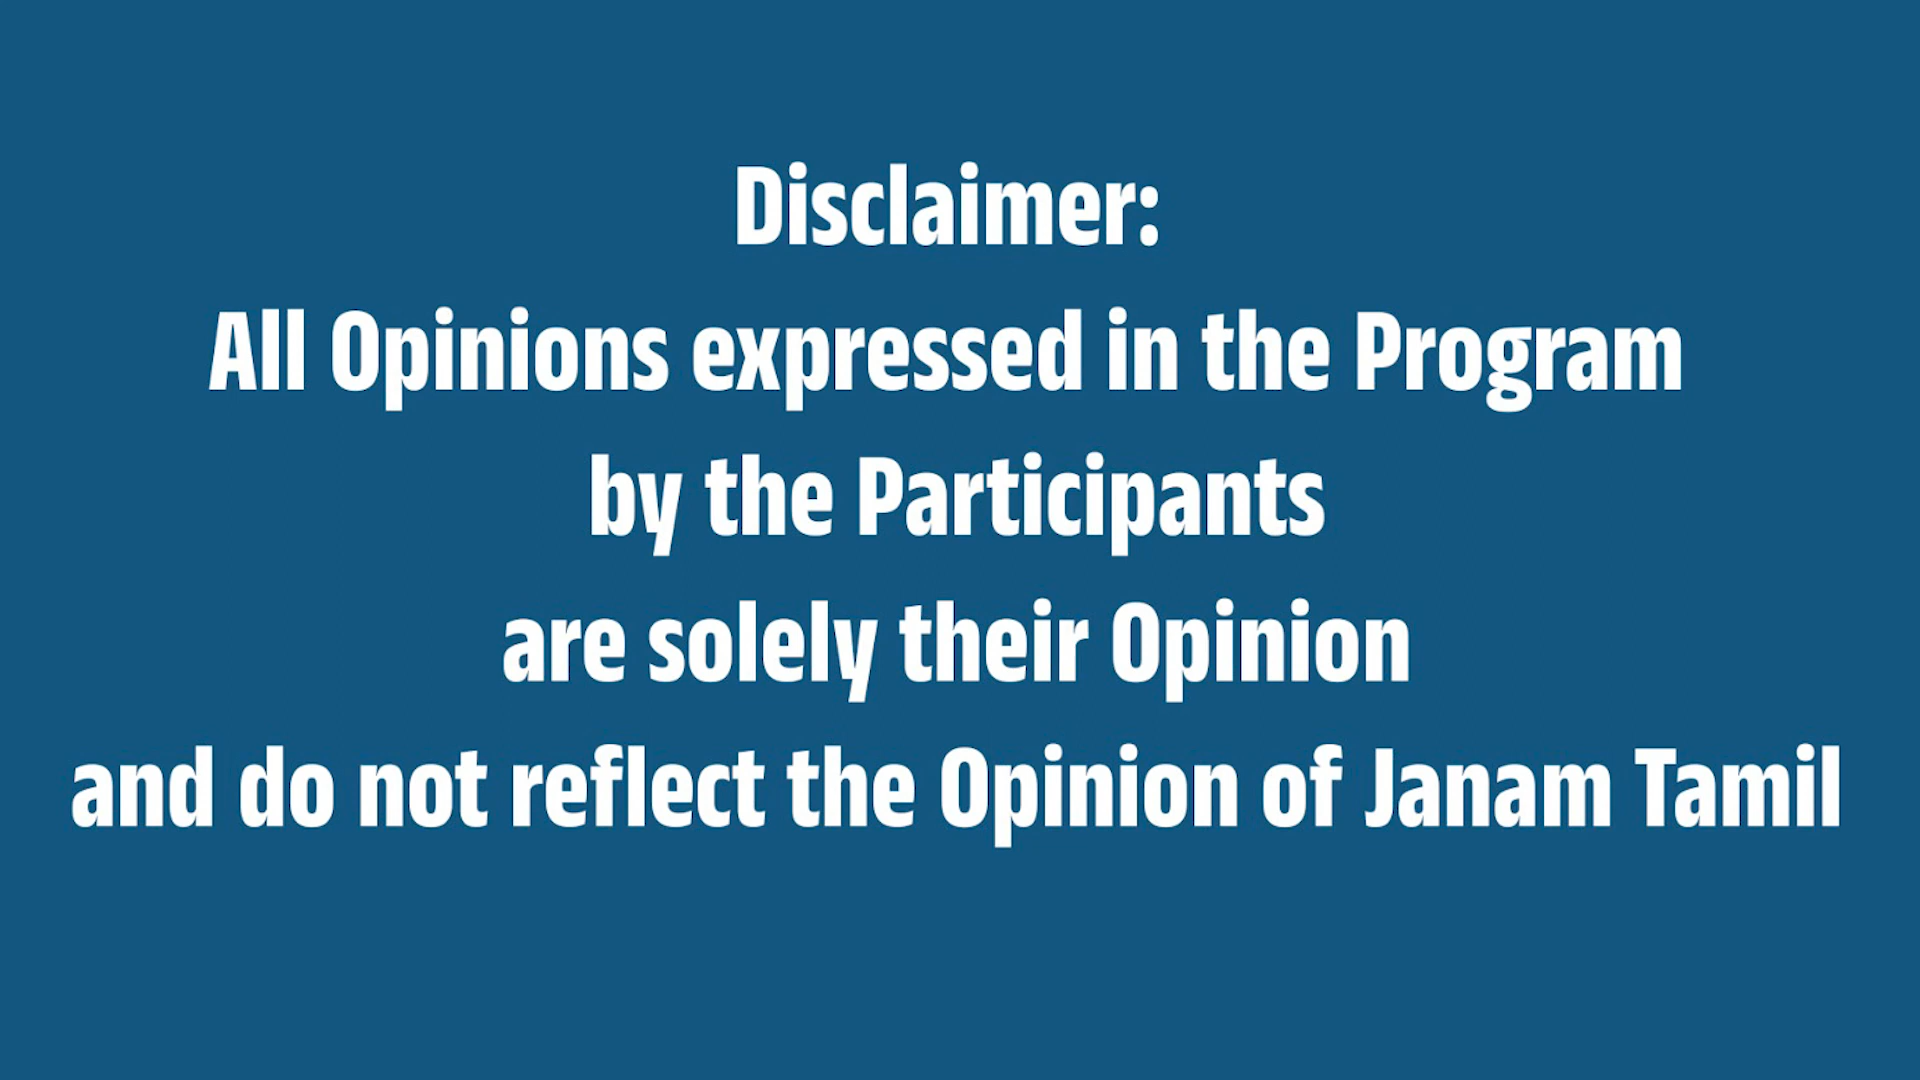 Disclaimer:
All Opinions expressed in the Program
by the Participants
are solely their Opinion
and do not reflect the Opinion of Janam Tamil